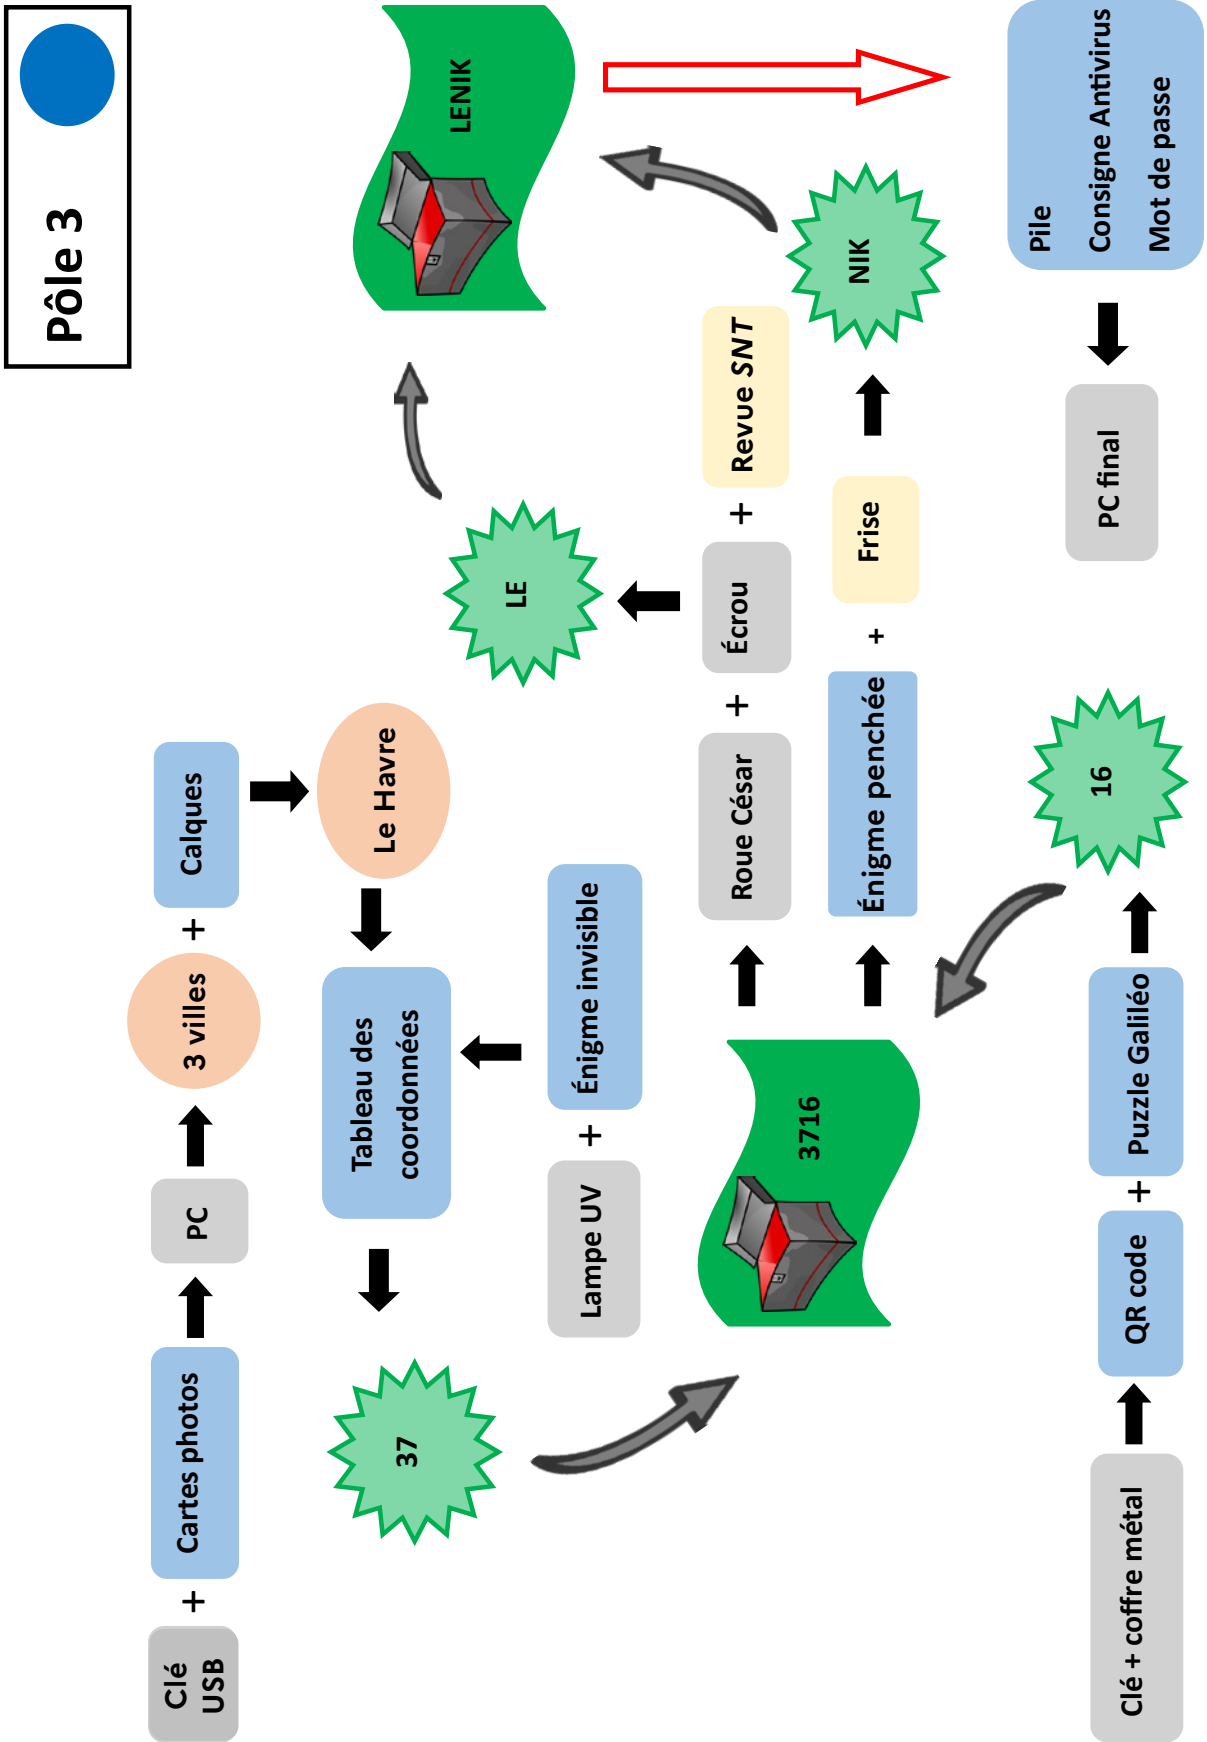 Pôle 3
Clé
USB
+
Cartes photos
PC
3 villes
+
Calques
Le Havre
Tableau des
coordonnées
37
Lampe UV
+
Énigme invisible
LE
LENIK
3716
Roue César
+
Écrou
+
Revue SNT
Énigme penchée
+
Frise
NIK
Clé + coffre métal
QR code
+
Puzzle Galiléo
16
PC final
Pile
Consigne Antivirus
Mot de passe